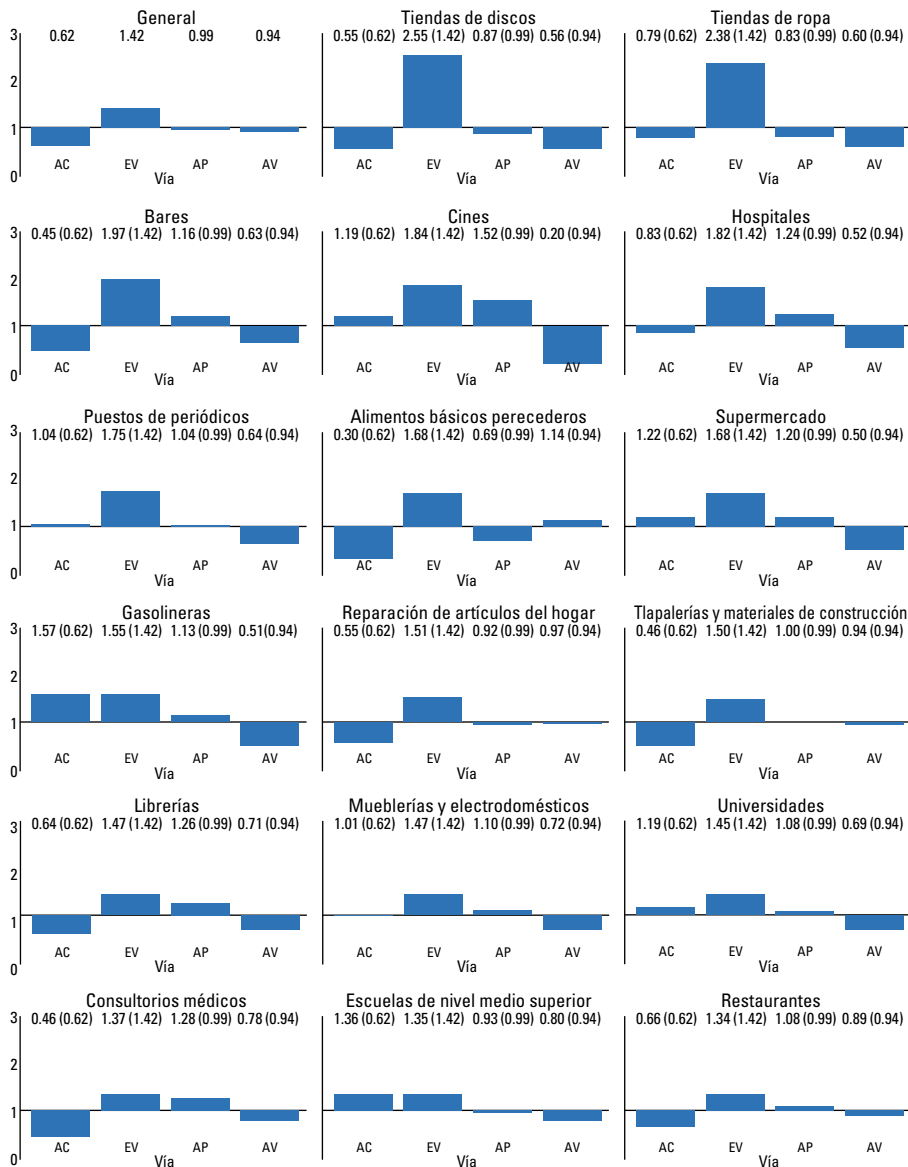 General Tiendas de discos Tiendas de ropa
3 0.62 1.42 0.99 0.94 0.55 (0.62) 2.55 (1.42) 0.87 (0.99) 0.56 (0.94) 0.79 (0.62) 2.38 (1.42) 0.83 (0.99) 0.60 (0.94)
2
1
AC EV AP AV AC EV AP AV AC EV AP AV
0 Vía Vía Vía
Bares Cines Hospitales
3 0.45 (0.62) 1.97 (1.42) 1.16 (0.99) 0.63 (0.94) 1.19 (0.62) 1.84 (1.42) 1.52 (0.99) 0.20 (0.94) 0.83 (0.62) 1.82 (1.42) 1.24 (0.99) 0.52 (0.94)
2
1
AC EV AP AV AC EV AP AV AC EV AP AV
0 Vía Vía Vía
Puestos de periódicos Alimentos básicos perecederos Supermercado
3 1.04 (0.62) 1.75 (1.42) 1.04 (0.99) 0.64 (0.94) 0.30 (0.62) 1.68 (1.42) 0.69 (0.99) 1.14 (0.94) 1.22 (0.62) 1.68 (1.42) 1.20 (0.99) 0.50 (0.94)
2
1
AC EV AP AV AC EV AP AV AC EV AP AV
0 Vía Vía Vía
Gasolineras Reparación de artículos del hogar Tlapalerías y materiales de construcción
3 1.57 (0.62) 1.55 (1.42) 1.13 (0.99) 0.51(0.94) 0.55 (0.62) 1.51 (1.42) 0.92 (0.99) 0.97 (0.94) 0.46 (0.62) 1.50 (1.42) 1.00 (0.99) 0.94 (0.94)
2
1
AC EV AP AV AC EV AP AV AC EV AP AV
0 Vía Vía Vía
Librerías Mueblerías y electrodomésticos Universidades
3 0.64 (0.62) 1.47 (1.42) 1.26 (0.99) 0.71 (0.94) 1.01 (0.62) 1.47 (1.42) 1.10 (0.99) 0.72 (0.94) 1.19 (0.62) 1.45 (1.42) 1.08 (0.99) 0.69 (0.94)
2
1
AC EV AP AV AC EV AP AV AC EV AP AV
0 Vía Vía Vía
Consultorios médicos Escuelas de nivel medio superior Restaurantes
3 0.46 (0.62) 1.37 (1.42) 1.28 (0.99) 0.78 (0.94) 1.36 (0.62) 1.35 (1.42) 0.93 (0.99) 0.80 (0.94) 0.66 (0.62) 1.34 (1.42) 1.08 (0.99) 0.89 (0.94)
2
1
AC EV AP AV AC EV AP AV AC EV AP AV
0 Vía Vía Vía